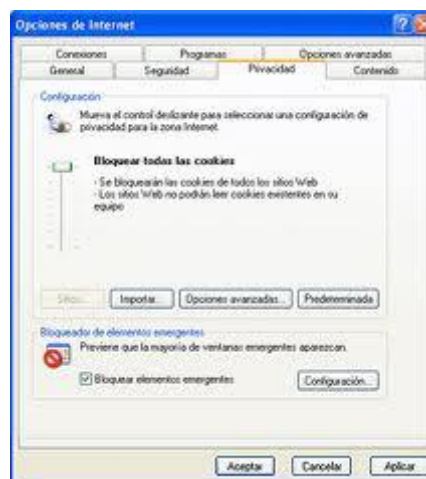 Opciones de Internet
Conexiones Programas Opciones avanzadas
General Seguridad Privacidad Contenido
Configuración
Mueva el control deslizante para seleccionar una configuración de
privacidad para la zona Internet.
Bloquear todas las cookies
- Se bloquearán las cookies de todos los sitios Web
- Los sitios Web no podrán leer cookies existentes en su
equipo
Sitios... Importar... Opciones avanzadas... Predeterminada
Bloqueador de elementos emergentes
Previene que la mayoría de ventanas emergentes aparezcan.
Bloquear elementos emergentes Configuración...
Aceptar Cancelar Aplicar